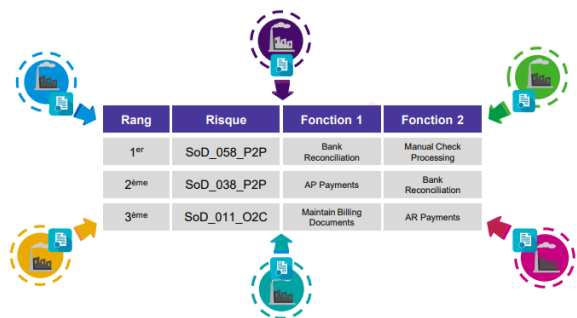 Rang Risque Fonction 1 Fonction 2
1er SoD_058_P2P Bank Reconciliation Manual Check Processing
2ème SoD_038_P2P AP Payments Bank Reconciliation
3ème SoD_011_O2C Maintain Billing Documents AR Payments